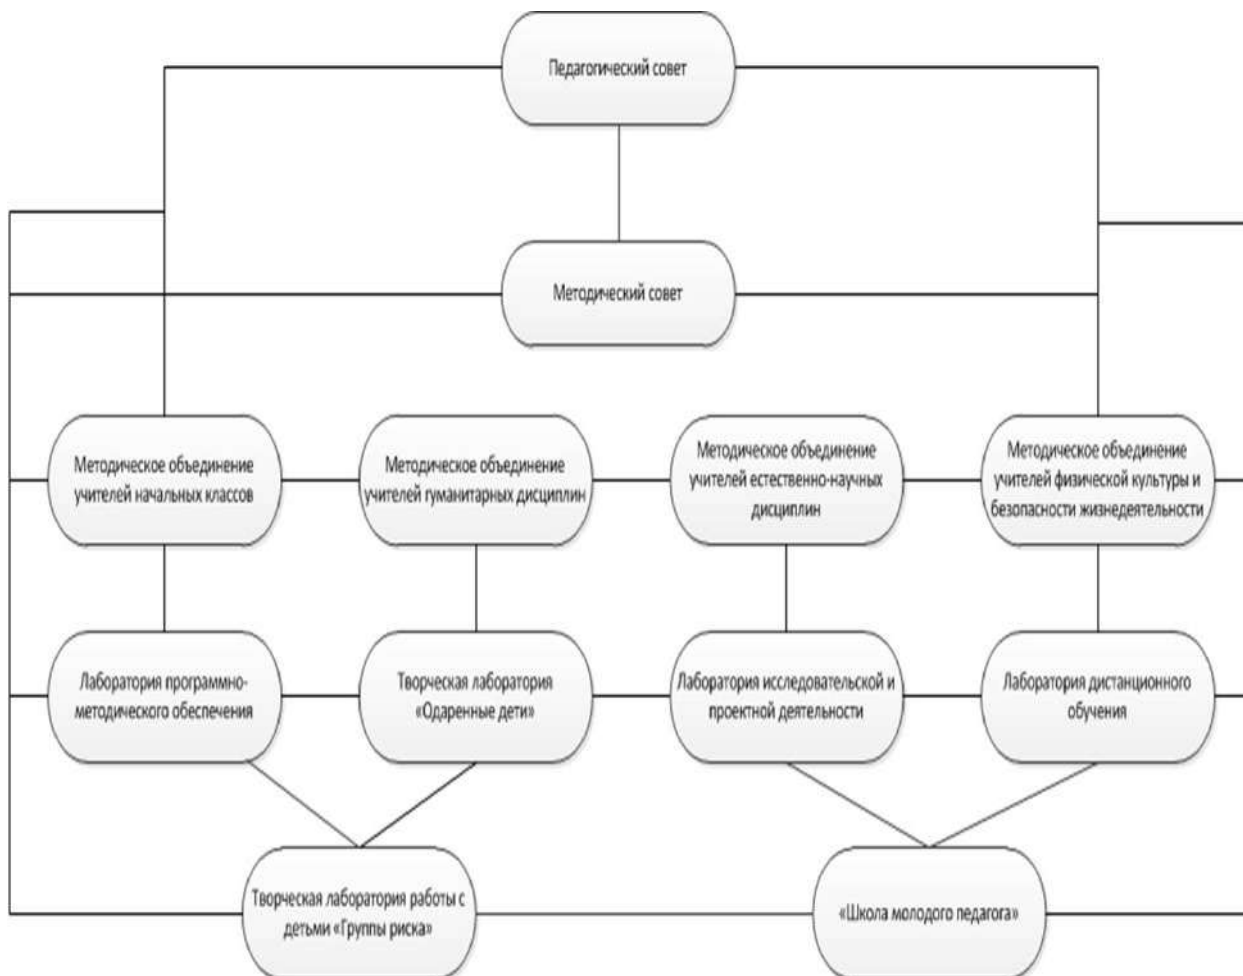 Педагогический совет
Методический совет
Методическое объединение
учителей начальных классов
Методическое объединение
учителей гуманитарных дисциплин
Методическое объединение
учителей естественно-научных
дисциплин
Методическое объединение
учителей физической культуры и
безопасности жизнедеятельности
Лаборатория программно-
методического обеспечения
Творческая лаборатория
«Одаренные дети»
Лаборатория исследовательской и
проектной деятельности
Лаборатория дистанционного
обучения
Творческая лаборатория работы с
детьми «Группы риска»
«Школа молодого педагога»